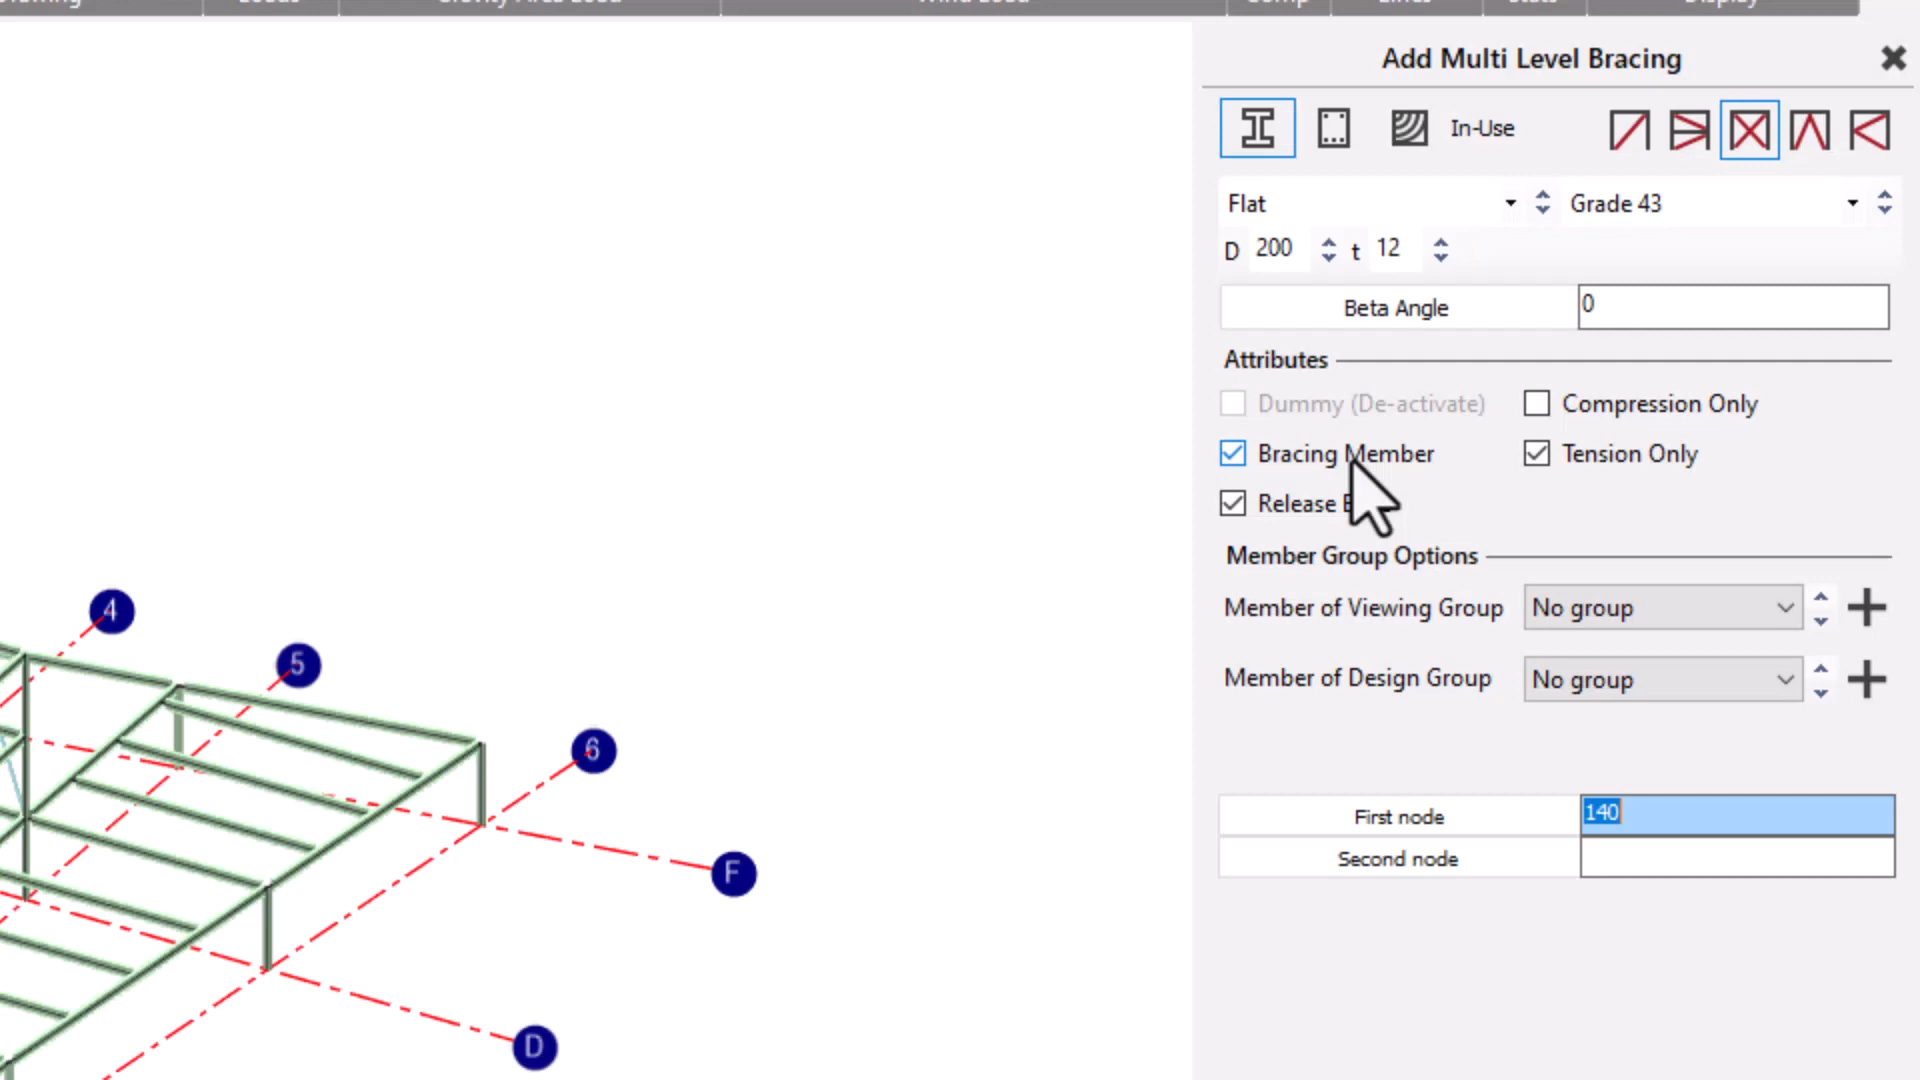 Add Multi Level Bracing
In-Use
Flat
Grade 43
D 200
t 12
Beta Angle
0
Attributes
Dummy (De-activate)
Compression Only
Bracing Member
Tension Only
Release
Member Group Options
Member of Viewing Group
No group
Member of Design Group
No group
First node
140
Second node
4
5
6
F
D